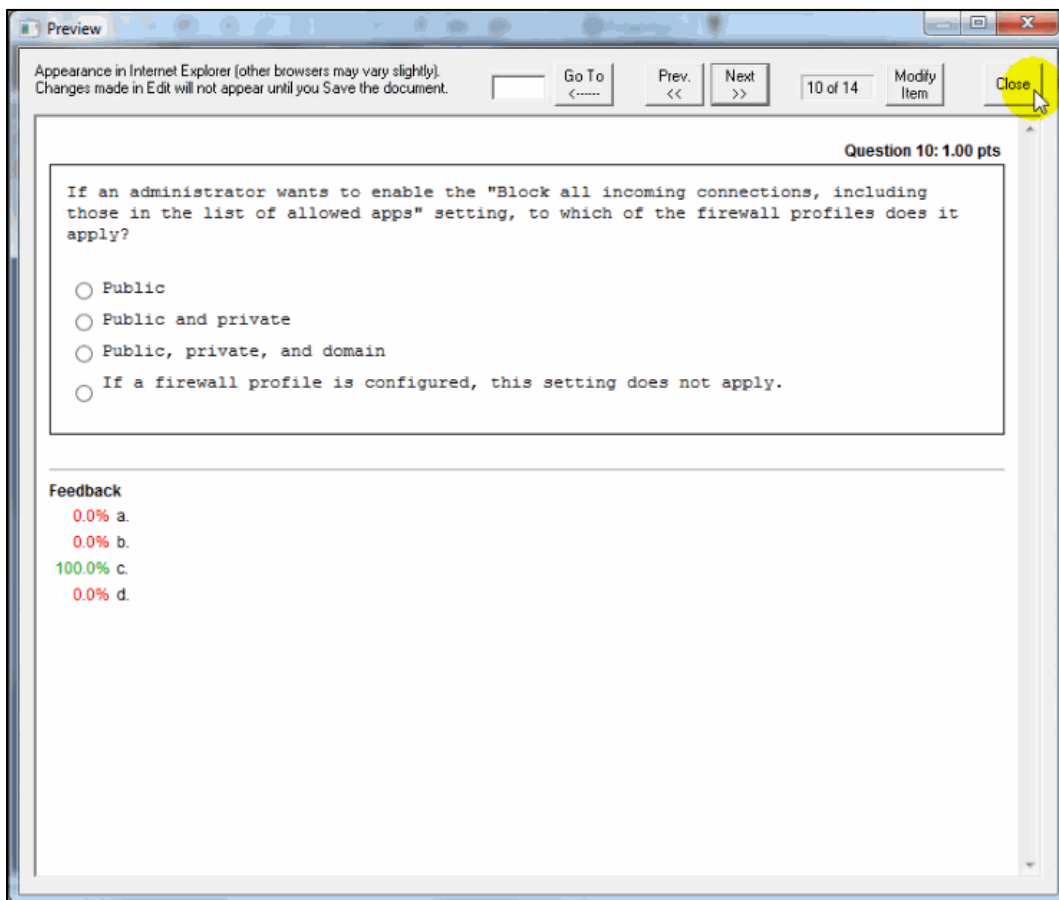 Preview
Appearance in Internet Explorer (other browsers may vary slightly).
Changes made in Edit will not appear until you Save the document.
Go To
<------
Prev.
<<
Next
>>
10 of 14
Modify
Item
Close
Question 10: 1.00 pts
If an administrator wants to enable the "Block all incoming connections, including
those in the list of allowed apps" setting, to which of the firewall profiles does it
apply?
Public
Public and private
Public, private, and domain
If a firewall profile is configured, this setting does not apply.
Feedback
0.0% a.
0.0% b.
100.0% c.
0.0% d.